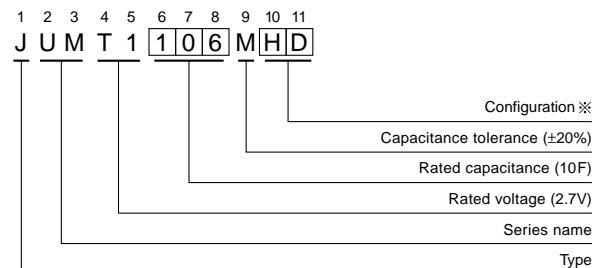 1 2 3 4 5 6 7 8 9 10 11
J U M T 1 1 0 6 M H D
Configuration ※
Capacitance tolerance (±20%)
Rated capacitance (10F)
Rated voltage (2.7V)
Series name
Type